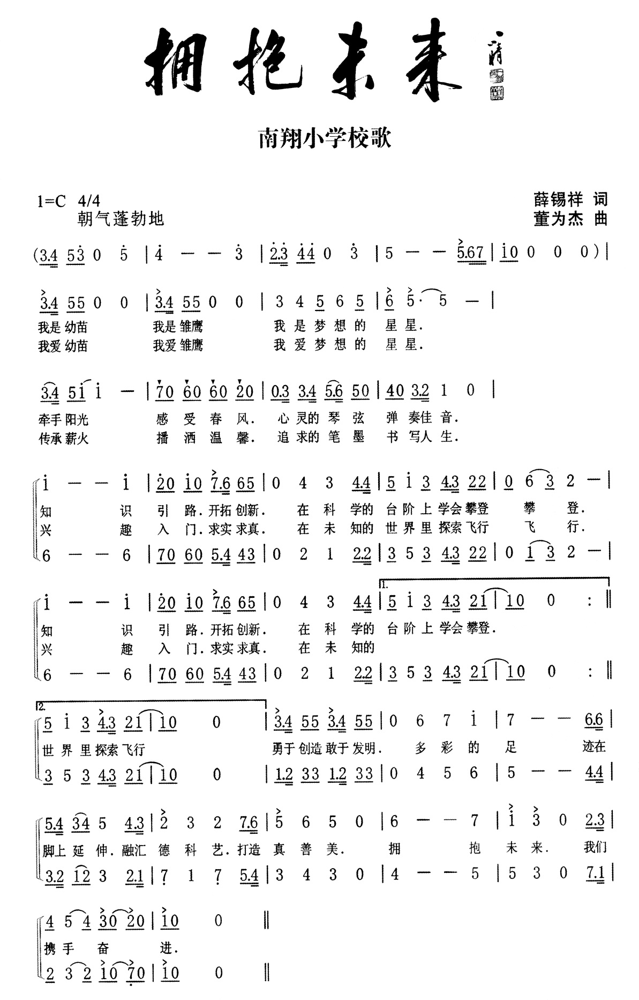 拥抱未来
南翔小学校歌
1=C 4/4 薛锡祥 词
朝气蓬勃地 董为杰 曲
(3.4 53 0 5 | 4 — — 3 | 2.3 44 0 3 | 5 — — 5.67 | 10 0 0 0 ) |
3.4 55 0 0 | 3.4 55 0 0 | 3 4 5 6 5 | 6 5· 5 — |
我是幼苗 我是雏鹰 我是梦想的 星星.
我爱幼苗 我爱雏鹰 我爱梦想的 星星.
3.4 51 1 — | 70 60 60 20 | 0.3 3.4 5.6 50 | 40 3.2 1 0 |
牵手阳光 感受春风. 心灵的琴弦 弹奏佳音.
传承薪火 播洒温馨. 追求的笔墨 书写人生.
1 — — 1 | 20 10 7.6 65 | 0 4 3 4.4 | 5 1 3 4.3 22 | 0 6 3 2 — |
知 识 引路.开拓创新. 在科学的 台阶上学会攀登 攀登.
兴 趣 入门.求实求真. 在未知的 世界里探索飞行 飞行.
6 — — 6 | 70 60 5.4 43 | 0 2 1 2.2 | 3 5 3 4.3 22 | 0 1 3 2 — |
1.
1 — — 1 | 20 10 7.6 65 | 0 4 3 4.4 | 5 1 3 4.3 21 | 10 0 :‖
知 识 引路.开拓创新. 在科学的 台阶上学会攀登.
兴 趣 入门.求实求真. 在未知的
6 — — 6 | 70 60 5.4 43 | 0 2 1 2.2 | 3 5 3 4.3 21 | 10 0 :‖
2.
5 1 3 4.3 21 | 10 0 | 3.4 55 3.4 55 | 0 6 7 1 | 7 — — 6.6 |
世界里探索飞行 勇于创造敢于发明. 多彩的足 迹在
3 5 3 4.3 21 | 10 0 | 1.2 33 1.2 33 | 0 4 5 6 | 5 — — 4.4 |
5.4 34 5 4.3 | 2 3 2 7.6 | 5 6 5 0 | 6 — — 7 | 1 3 0 2.3 |
脚上延伸.融汇德科艺.打造真善美. 拥 抱未来. 我们
3.2 12 3 2.1 | 7 1 7 5.4 | 3 4 3 0 | 4 — — 5 | 5 3 0 7.1 |
4 5 4 30 20 | 10 0 ‖
携手奋 进.
2 3 2 10 70 | 10 0 ‖